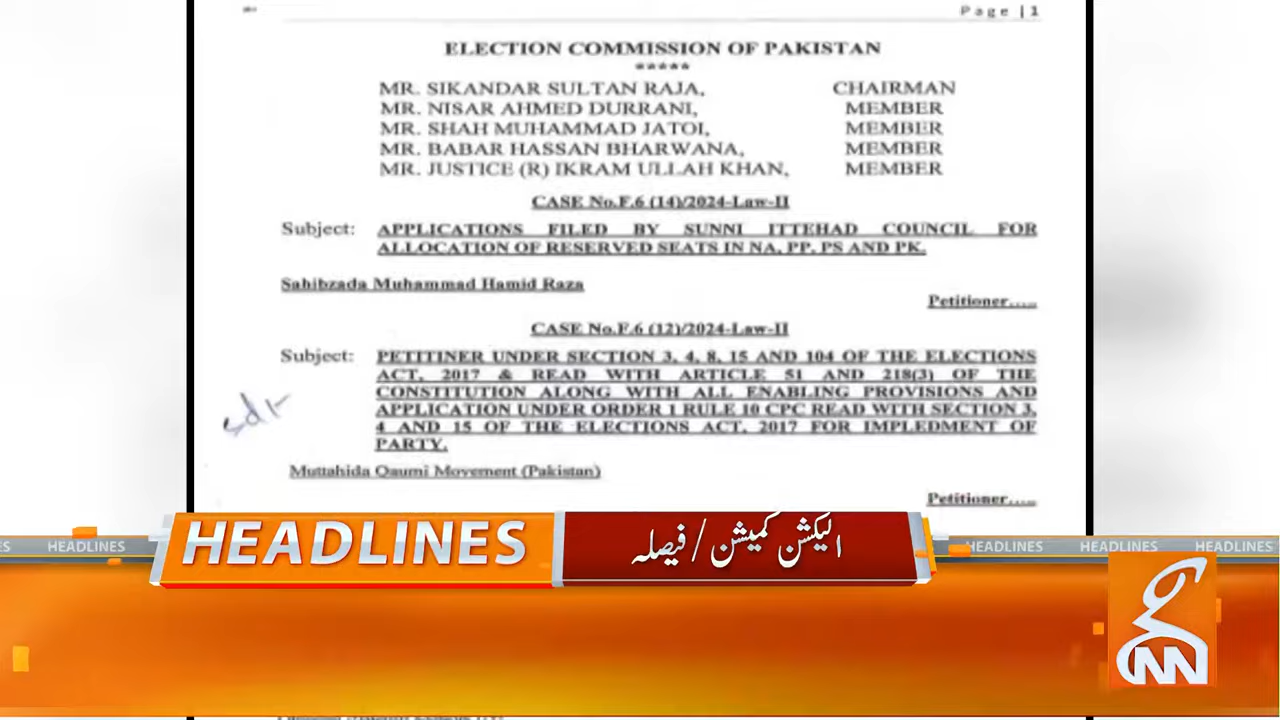 Page | 1
ELECTION COMMISSION OF PAKISTAN
*****
MR. SIKANDAR SULTAN RAJA, CHAIRMAN
MR. NISAR AHMED DURRANI, MEMBER
MR. SHAH MUHAMMAD JATOI, MEMBER
MR. BABAR HASSAN BHARWANA, MEMBER
MR. JUSTICE (R) IKRAM ULLAH KHAN, MEMBER
CASE No.F.6 (14)/2024-Law-II
Subject: APPLICATIONS FILED BY SUNNI ITTEHAD COUNCIL FOR
ALLOCATION OF RESERVED SEATS IN NA, PP, PS AND PK.
Sahibzada Muhammad Hamid Raza
Petitioner.....
CASE No.F.6 (12)/2024-Law-II
Subject: PETITINER UNDER SECTION 3, 4, 8, 15 AND 104 OF THE ELECTIONS
ACT, 2017 & READ WITH ARTICLE 51 AND 218(3) OF THE
CONSTITUTION ALONG WITH ALL ENABLING PROVISIONS AND
APPLICATION UNDER ORDER 1 RULE 10 CPC READ WITH SECTION 3,
4 AND 15 OF THE ELECTIONS ACT, 2017 FOR IMPLEDMENT OF
PARTY.
sd/-
Muttahida Qaumi Movement (Pakistan)
Petitioner.....
HEADLINES الیکشن کمیشن/فیصلہ
HEADLINES HEADLINES HEADLINES HEADLINES
GNN